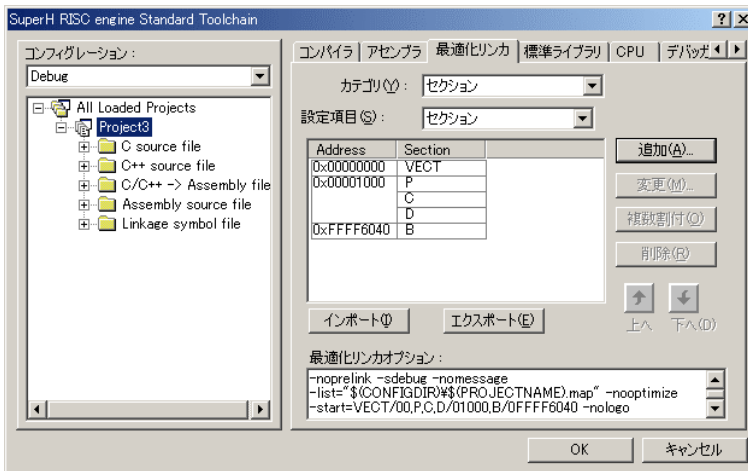 SuperH RISC engine Standard Toolchain
コンフィグレーション :
Debug
All Loaded Projects
Project3
C source file
C++ source file
C/C++ -> Assembly file
Assembly source file
Linkage symbol file
コンパイラ アセンブラ 最適化リンカ 標準ライブラリ CPU デバッガ
カテゴリ(Y) : セクション
設定項目(S) : セクション
Address Section
0x00000000 VECT
0x00001000 P
C
D
0xFFFF6040 B
追加(A)...
変更(M)...
複数割付(O)
削除(R)
上へ 下へ(D)
インポート(I) エクスポート(E)
最適化リンカオプション :
-noprelink -sdebug -nomessage
-list="$(CONFIGDIR)¥$(PROJECTNAME).map" -nooptimize
-start=VECT/00,P,C,D/01000,B/0FFFF6040 -nologo
OK キャンセル